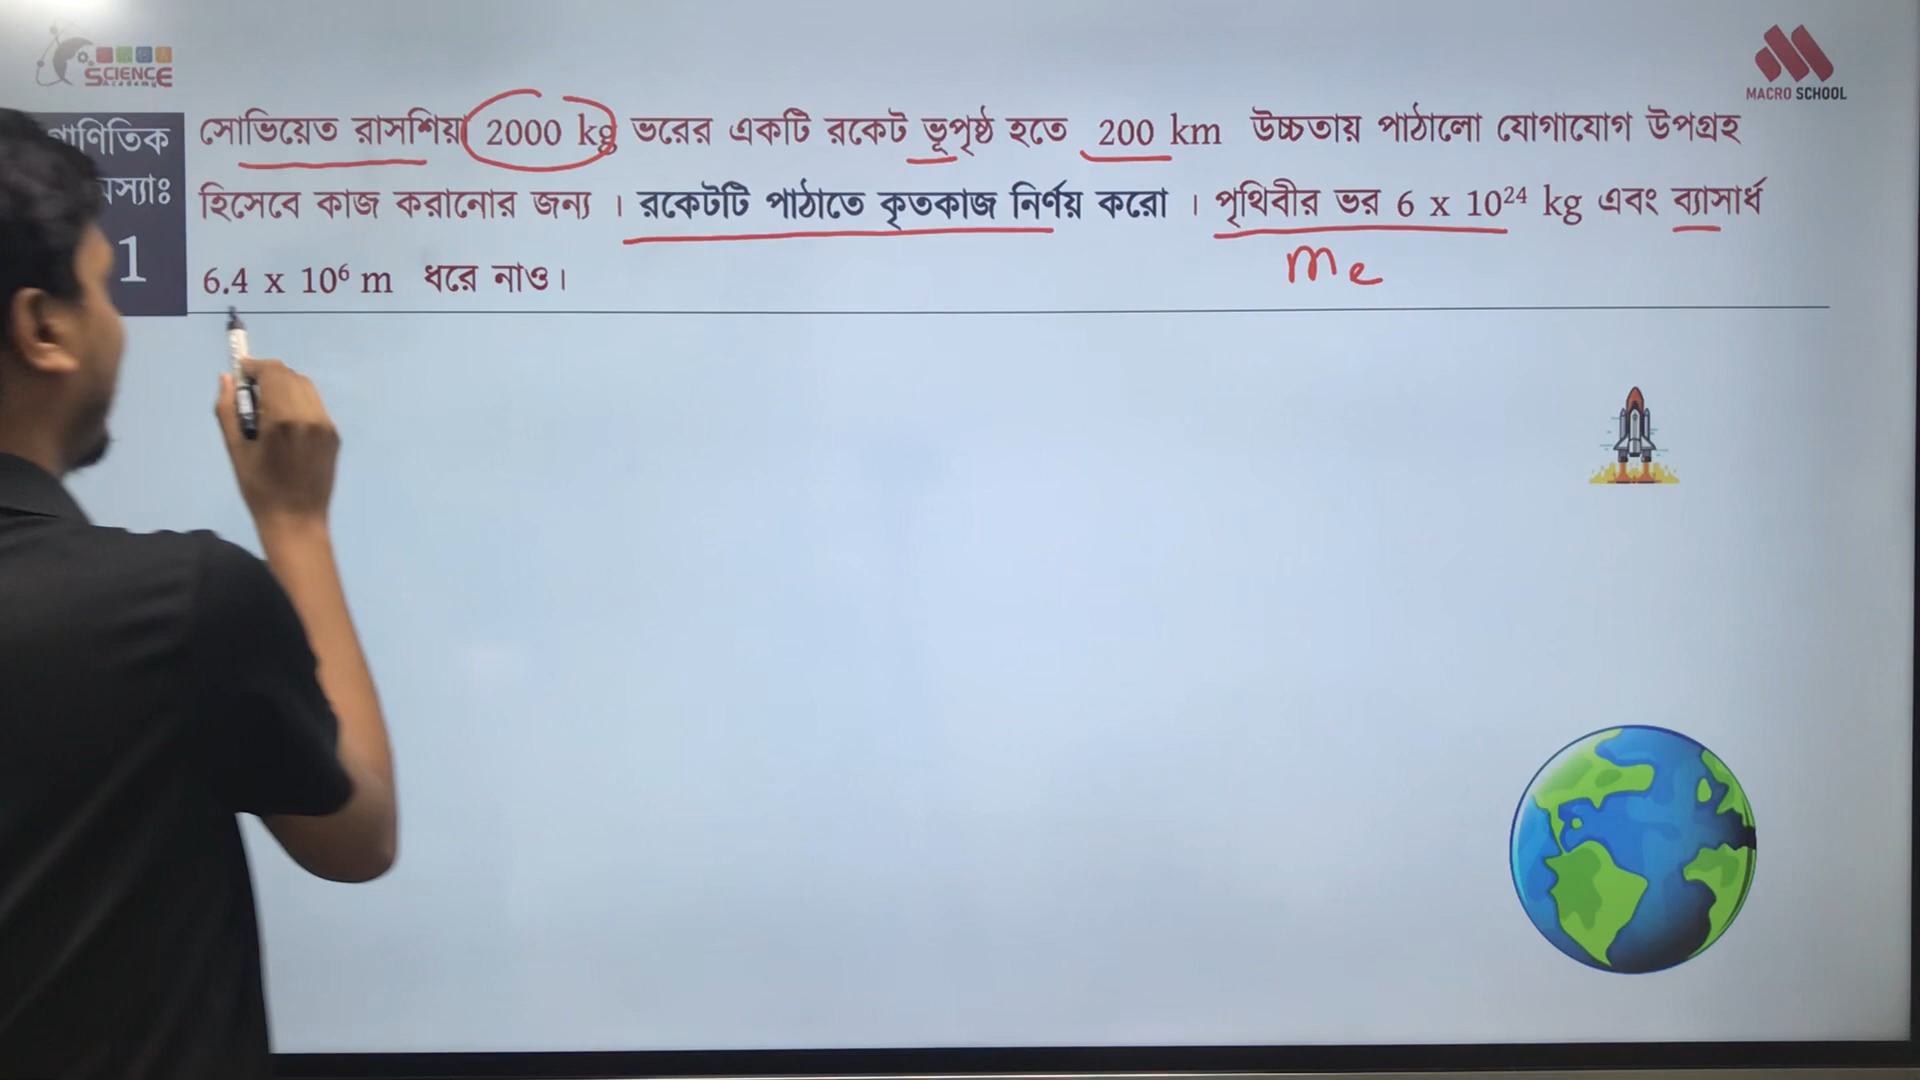 SCIENCE
Academy
MACRO SCHOOL
সোভিয়েত রাসশিয় 2000 kg ভরের একটি রকেট ভূপৃষ্ঠ হতে 200 km উচ্চতায় পাঠালো যোগাযোগ উপগ্রহ
হিসেবে কাজ করানোর জন্য । রকেটটি পাঠাতে কৃতকাজ নির্ণয় করো । পৃথিবীর ভর 6 x 10²⁴ kg এবং ব্যাসার্ধ
6.4 x 10⁶ m ধরে নাও।
1
Me